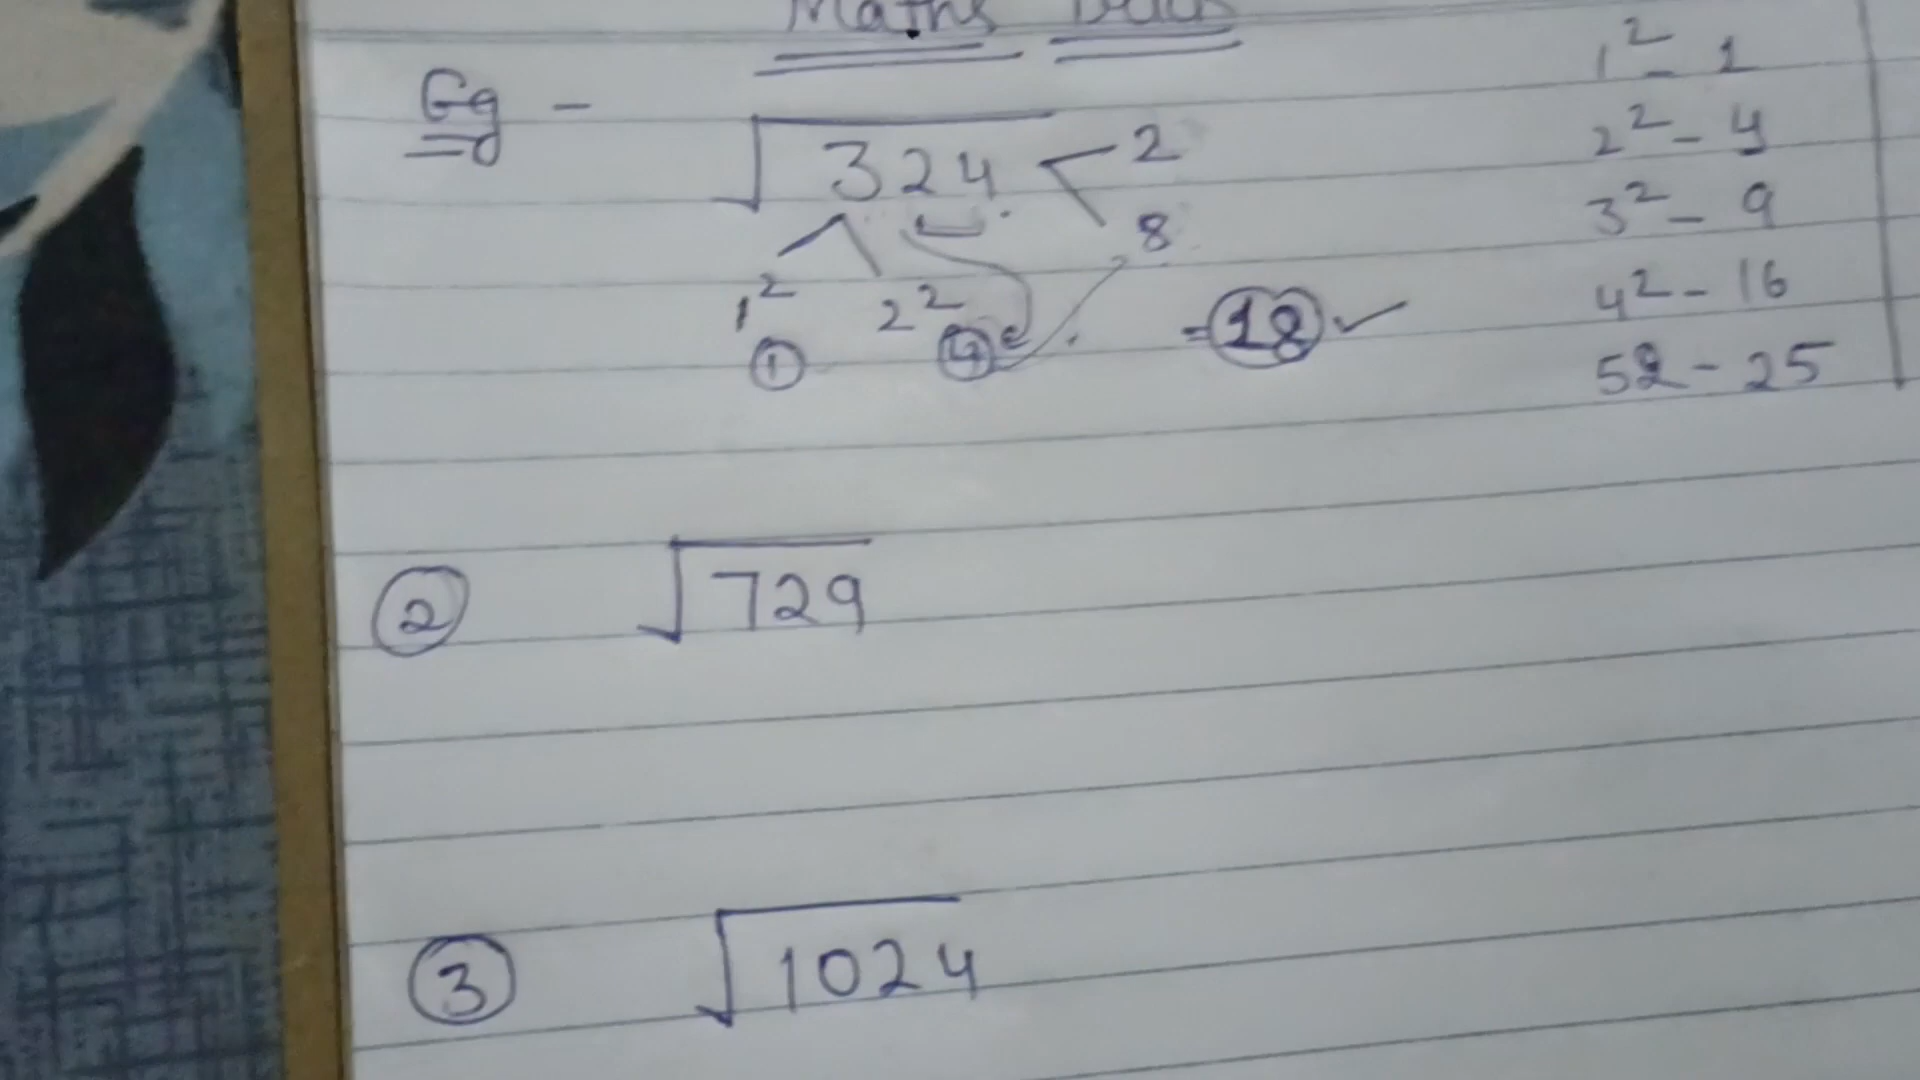 Maths
Eg -
√324 2
8
1² 2²
① ④ = 18 ✓
1² - 1
2² - 4
3² - 9
4² - 16
52 - 25
② √729
③ √1024